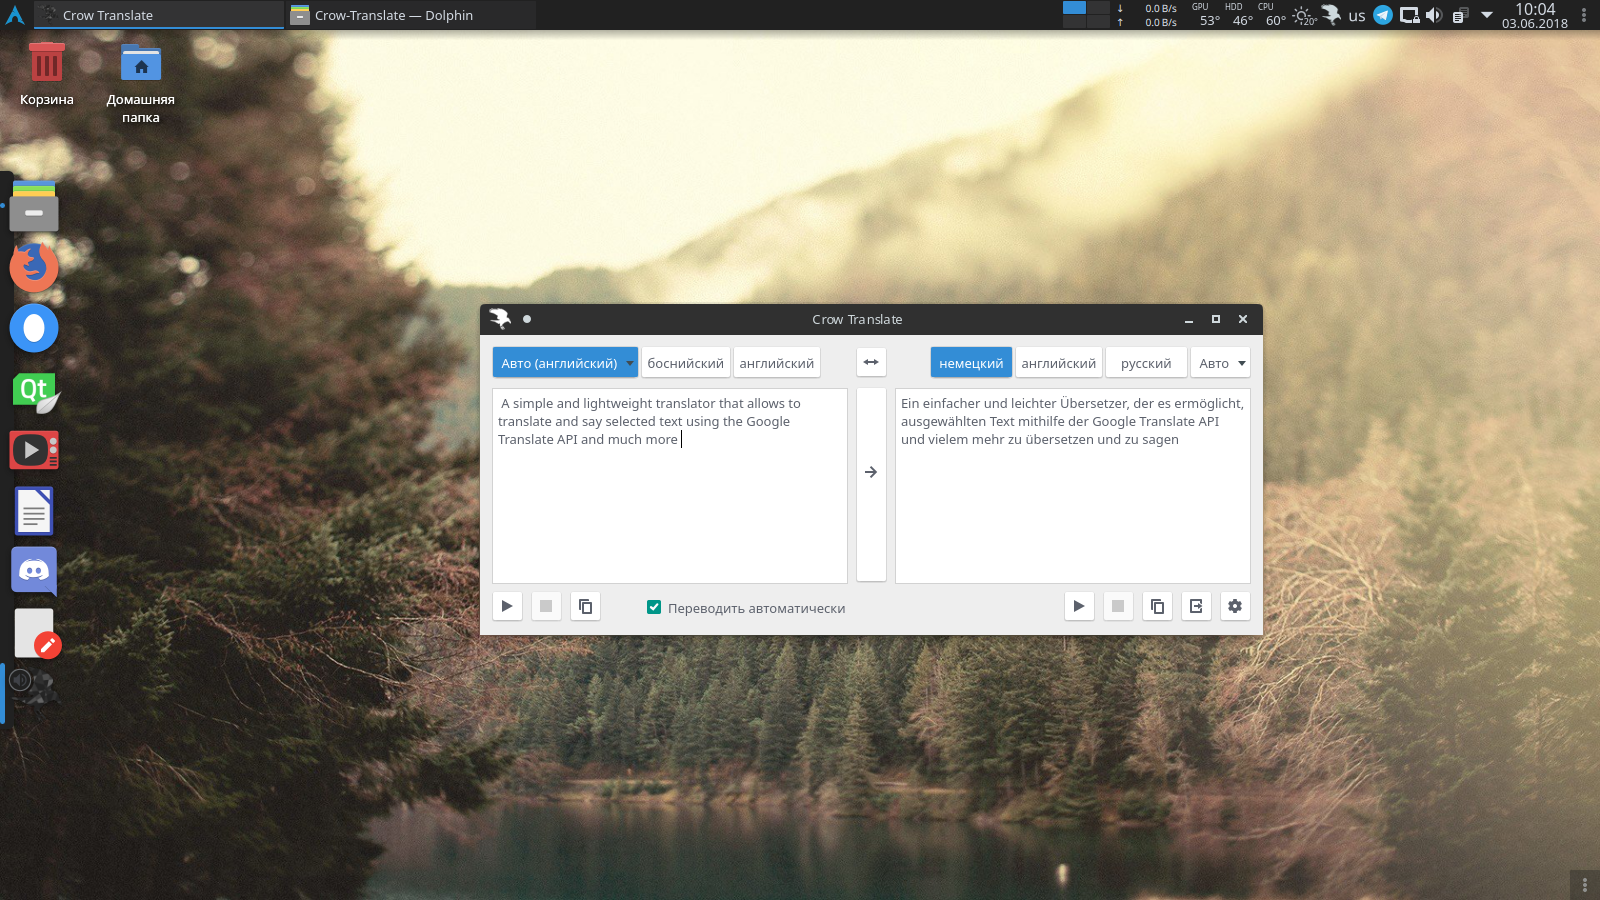 Crow Translate
Crow-Translate — Dolphin
↓ 0.0 B/s
↑ 0.0 B/s
GPU HDD CPU
53° 46° 60°
20°
us
10:04
03.06.2018
Корзина
Домашняя
папка
Qt
Crow Translate
Авто (английский) боснийский английский
немецкий английский русский Авто
A simple and lightweight translator that allows to
translate and say selected text using the Google
Translate API and much more
Ein einfacher und leichter Übersetzer, der es ermöglicht,
ausgewählten Text mithilfe der Google Translate API
und vielem mehr zu übersetzen und zu sagen
Переводить автоматически